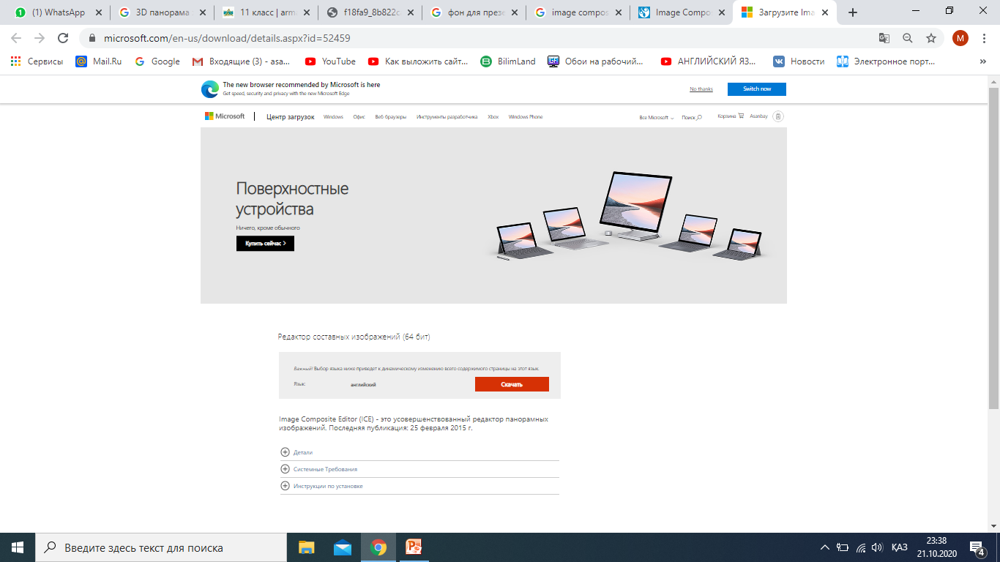 (1) WhatsApp
3D панорама
11 класс | arm
f18fa9_8b822c
фон для презе
image compos
Image Compos
Загрузите Ima
microsoft.com/en-us/download/details.aspx?id=52459
M
Сервисы
Mail.Ru
Google
Входящие (3) - asa...
YouTube
Как выложить сайт...
BilimLand
Обои на рабочий...
АНГЛИЙСКИЙ ЯЗ...
Новости
Электронное порт...
»
The new browser recommended by Microsoft is here
Get speed, security and privacy with the new Microsoft Edge
No thanks
Switch now
Microsoft
Центр загрузок
Windows
Офис
Веб браузеры
Инструменты разработчика
Xbox
Windows Phone
Все Microsoft
Поиск
Корзина
Asanbay
Поверхностные
устройства
Ничего, кроме обычного
Купить сейчас >
Редактор составных изображений (64 бит)
Важный! Выбор языка ниже приведет к динамическому изменению всего содержимого страницы на этот язык.
Язык:
английский
Скачать
Image Composite Editor (ICE) - это усовершенствованный редактор панорамных
изображений. Последняя публикация: 25 февраля 2015 г.
Детали
Системные Требования
Инструкции по установке
Введите здесь текст для поиска
ҚАЗ
23:38
21.10.2020
4